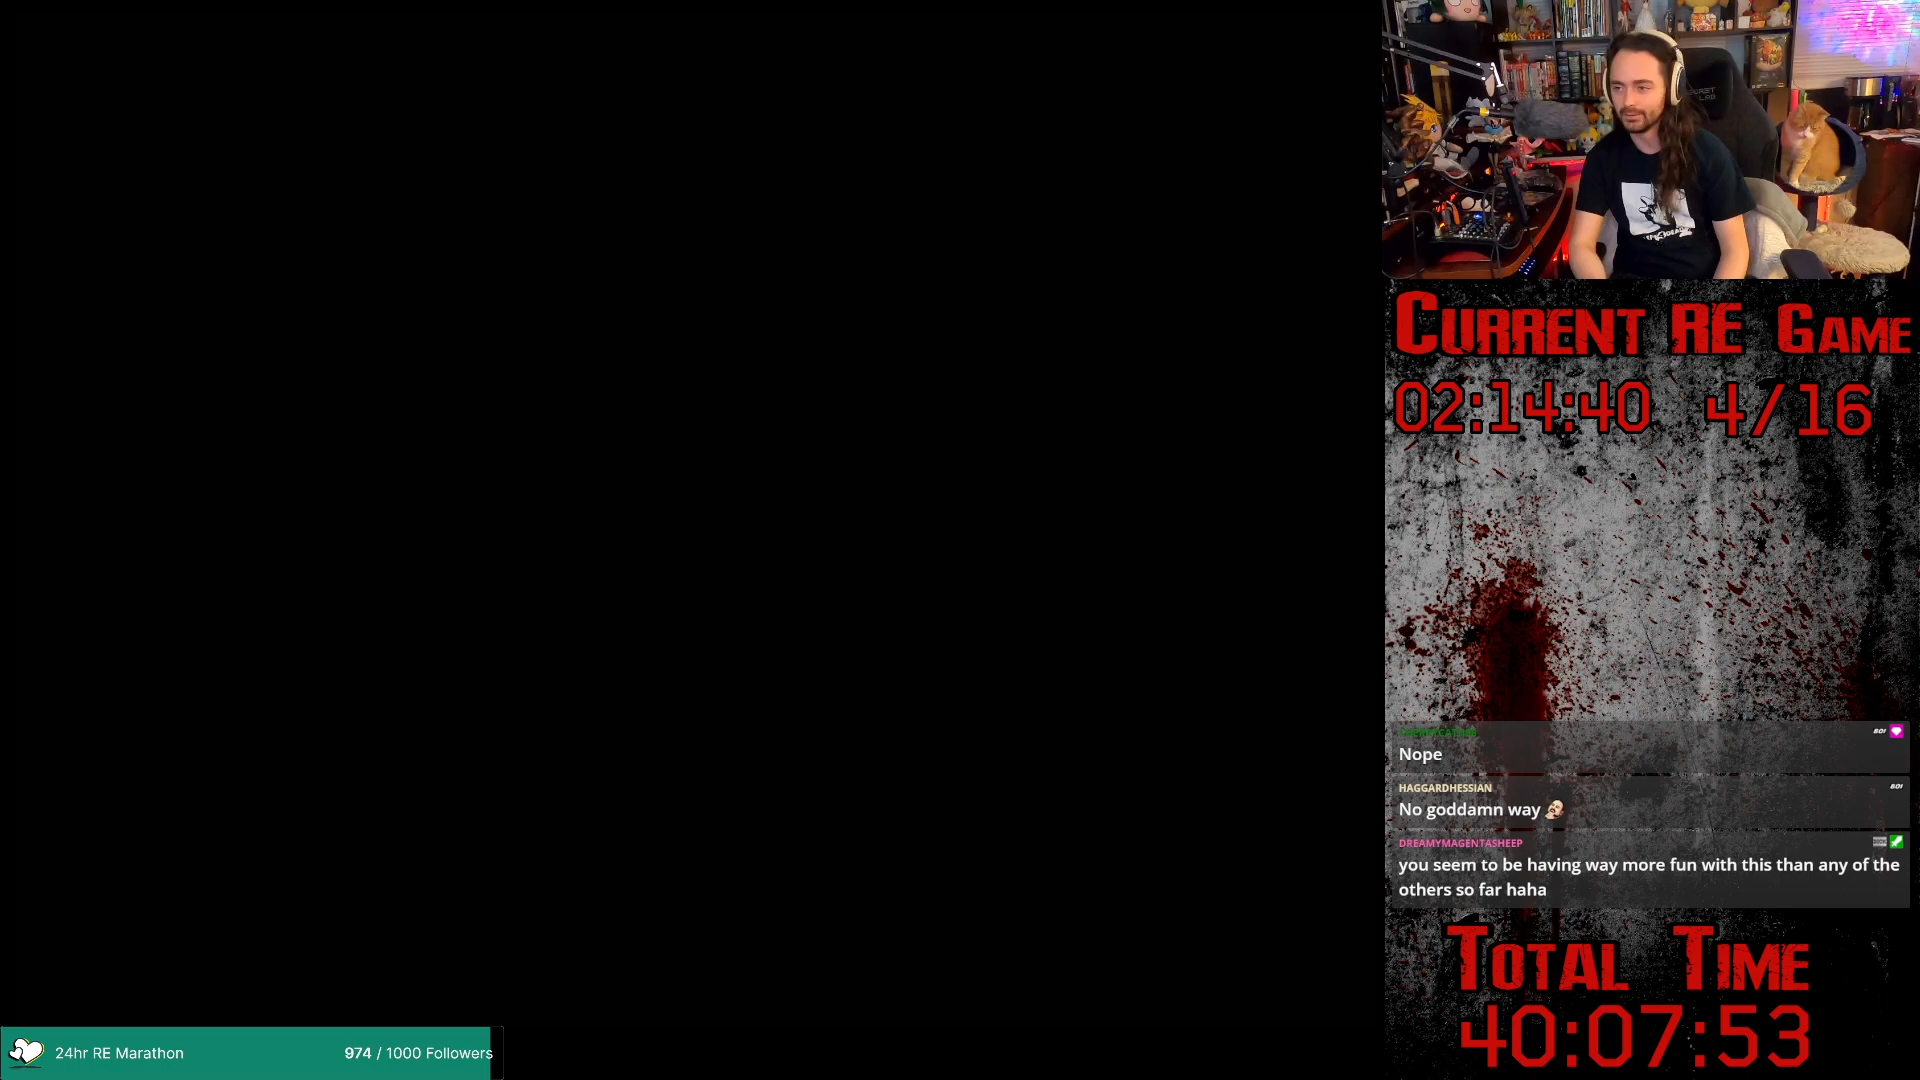 CURRENT RE GAME
02:14:40 4/16
Nope
HAGGARDHESSIAN
No goddamn way
DREAMYMAGENTASHEEP
you seem to be having way more fun with this than any of the
others so far haha
TOTAL TIME
40:07:53
24hr RE Marathon 974 / 1000 Followers